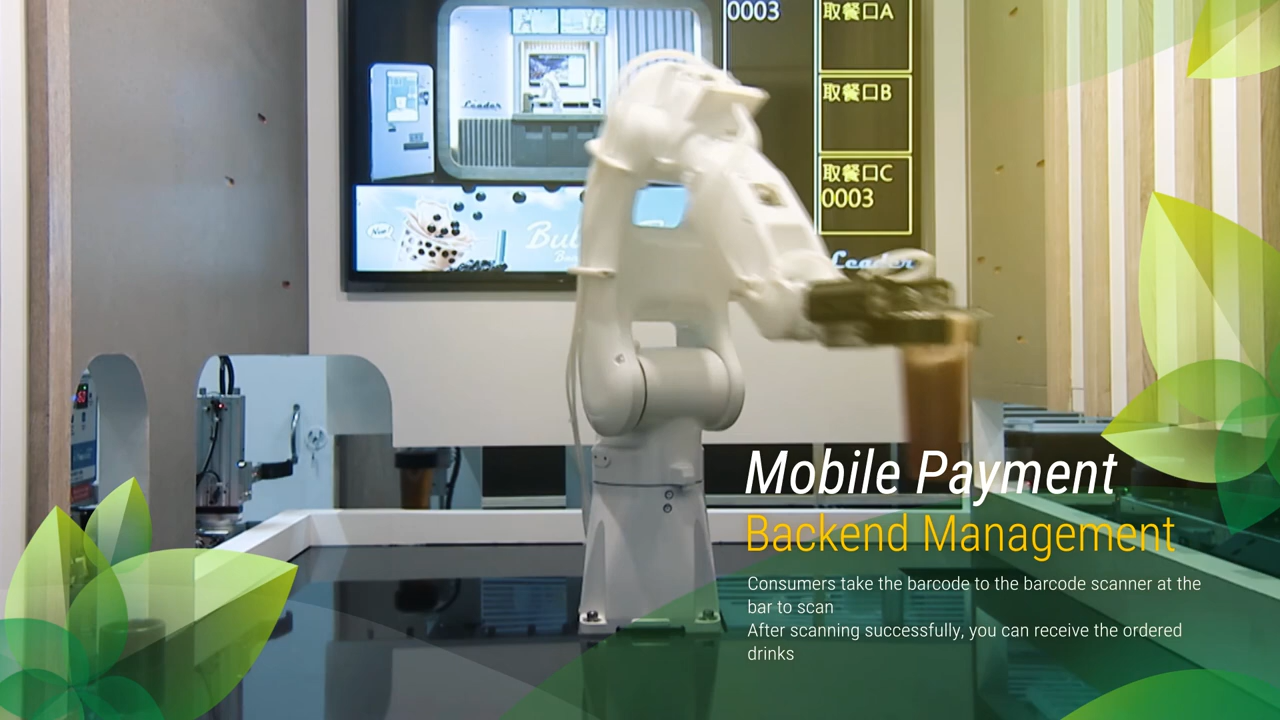 0003
取餐口A
取餐口B
取餐口C
0003
Leader
Leader
New!
Mobile Payment
Backend Management
Consumers take the barcode to the barcode scanner at the
bar to scan
After scanning successfully, you can receive the ordered
drinks